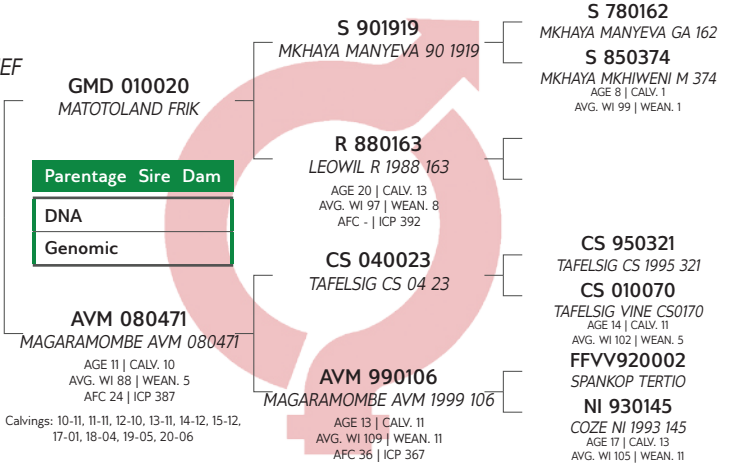 EF
GMD 010020
MATOTOLAND FRIK
Parentage Sire Dam
DNA
Genomic
AVM 080471
MAGARAMOMBE AVM 080471
AGE 11 | CALV. 10
AVG. WI 88 | WEAN. 5
AFC 24 | ICP 387
Calvings: 10-11, 11-11, 12-10, 13-11, 14-12, 15-12,
17-01, 18-04, 19-05, 20-06
S 901919
MKHAYA MANYEVA 90 1919
R 880163
LEOWIL R 1988 163
AGE 20 | CALV. 13
AVG. WI 97 | WEAN. 8
AFC - | ICP 392
CS 040023
TAFELSIG CS 04 23
AVM 990106
MAGARAMOMBE AVM 1999 106
AGE 13 | CALV. 11
AVG. WI 109 | WEAN. 11
AFC 36 | ICP 367
S 780162
MKHAYA MANYEVA GA 162
S 850374
MKHAYA MKHIWENI M 374
AGE 8 | CALV. 1
AVG. WI 99 | WEAN. 1
CS 950321
TAFELSIG CS 1995 321
CS 010070
TAFELSIG VINE CS0170
AGE 14 | CALV. 11
AVG. WI 102 | WEAN. 5
FFVV920002
SPANKOP TERTIO
NI 930145
COZE NI 1993 145
AGE 17 | CALV. 13
AVG. WI 105 | WEAN. 11